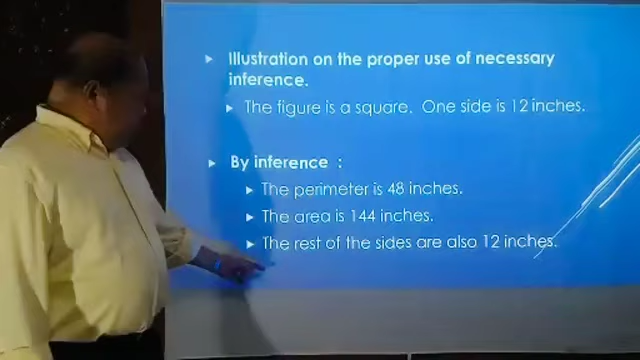 Illustration on the proper use of necessary
inference.
The figure is a square. One side is 12 inches.
By inference :
The perimeter is 48 inches.
The area is 144 inches.
The rest of the sides are also 12 inches.